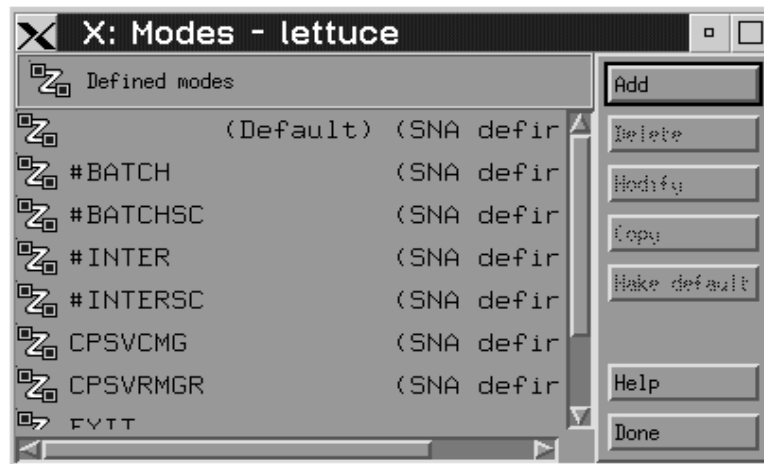 X: Modes - lettuce
Defined modes
(Default) (SNA defir
#BATCH (SNA defir
#BATCHSC (SNA defir
#INTER (SNA defir
#INTERSC (SNA defir
CPSVCMG (SNA defir
CPSVRMGR (SNA defir
Add
Delete
Modify
Copy
Make default
Help
Done